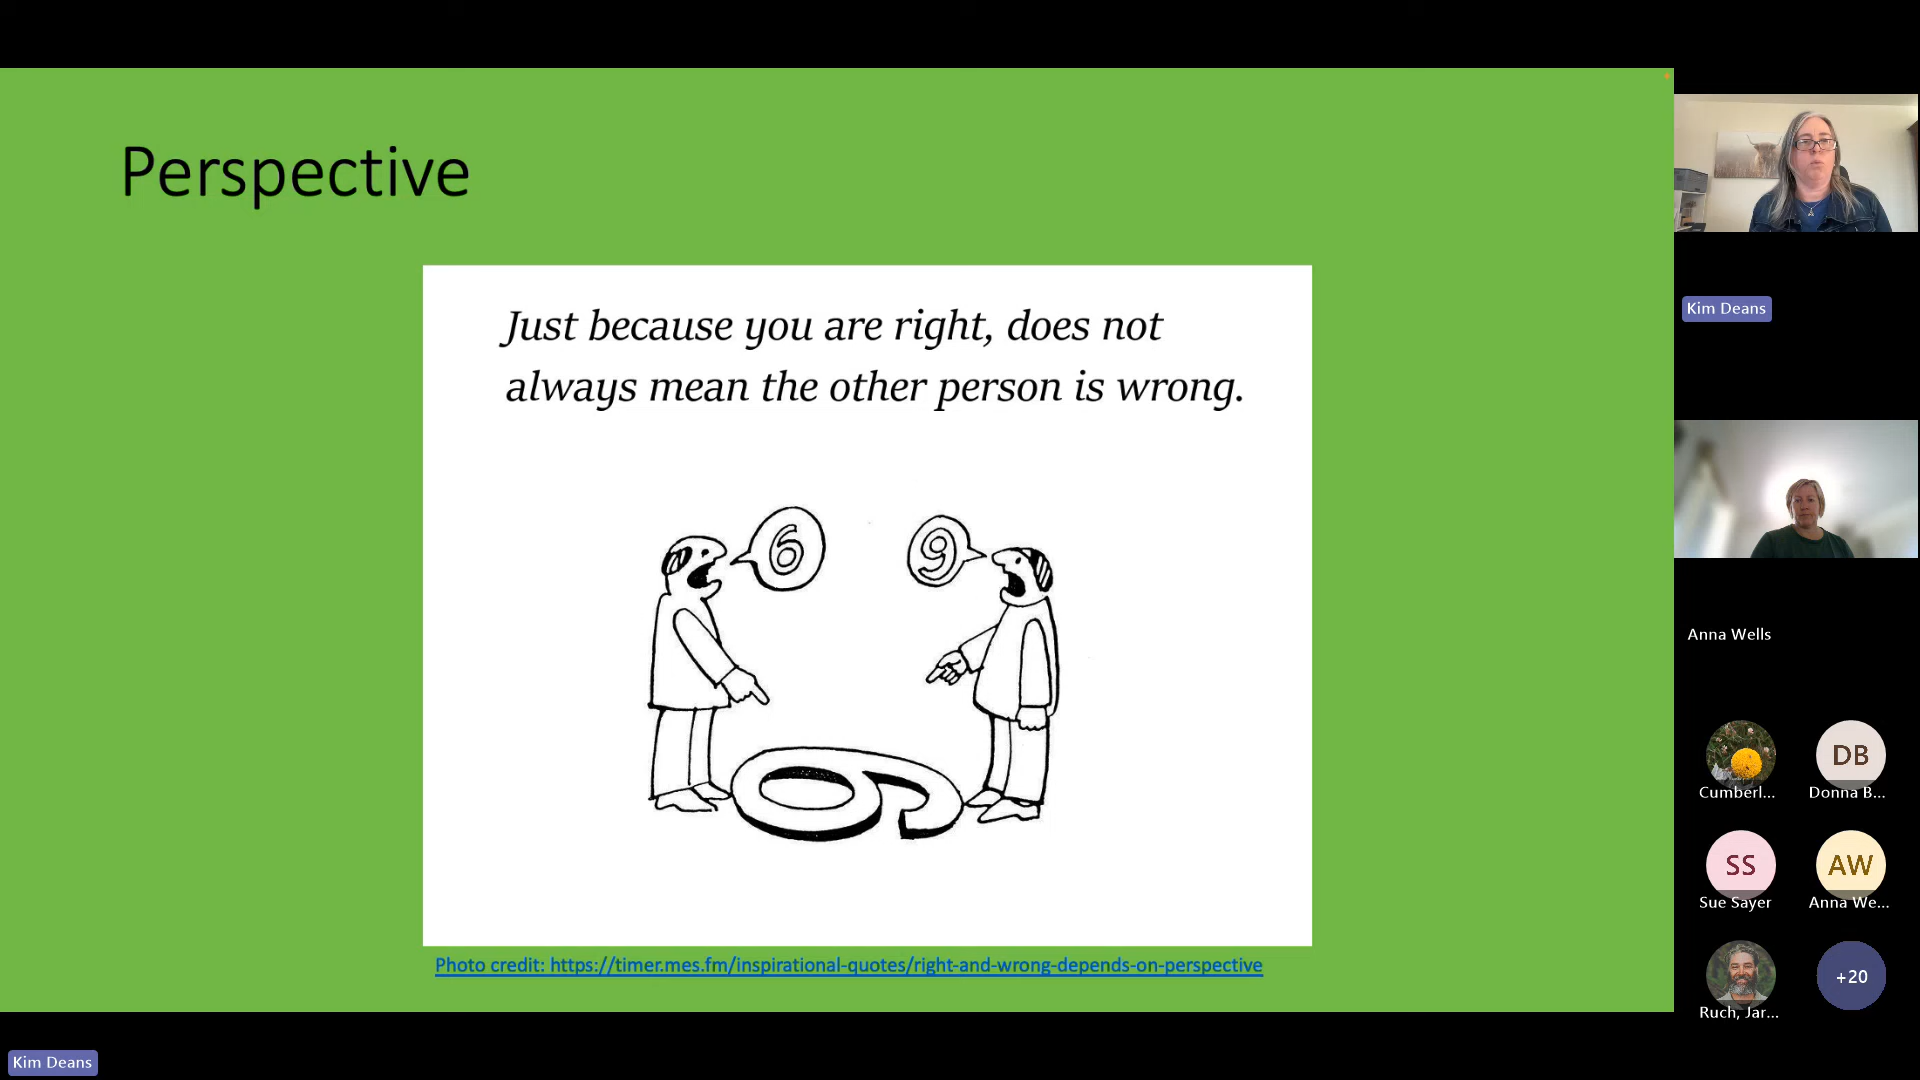 Perspective
Just because you are right, does not
always mean the other person is wrong.
6
9
Photo credit: https://timer.mes.fm/inspirational-quotes/right-and-wrong-depends-on-perspective
Kim Deans
Anna Wells
DB
Cumberl...
Donna B...
SS
AW
Sue Sayer
Anna We...
+20
Ruch, Jar...
Kim Deans